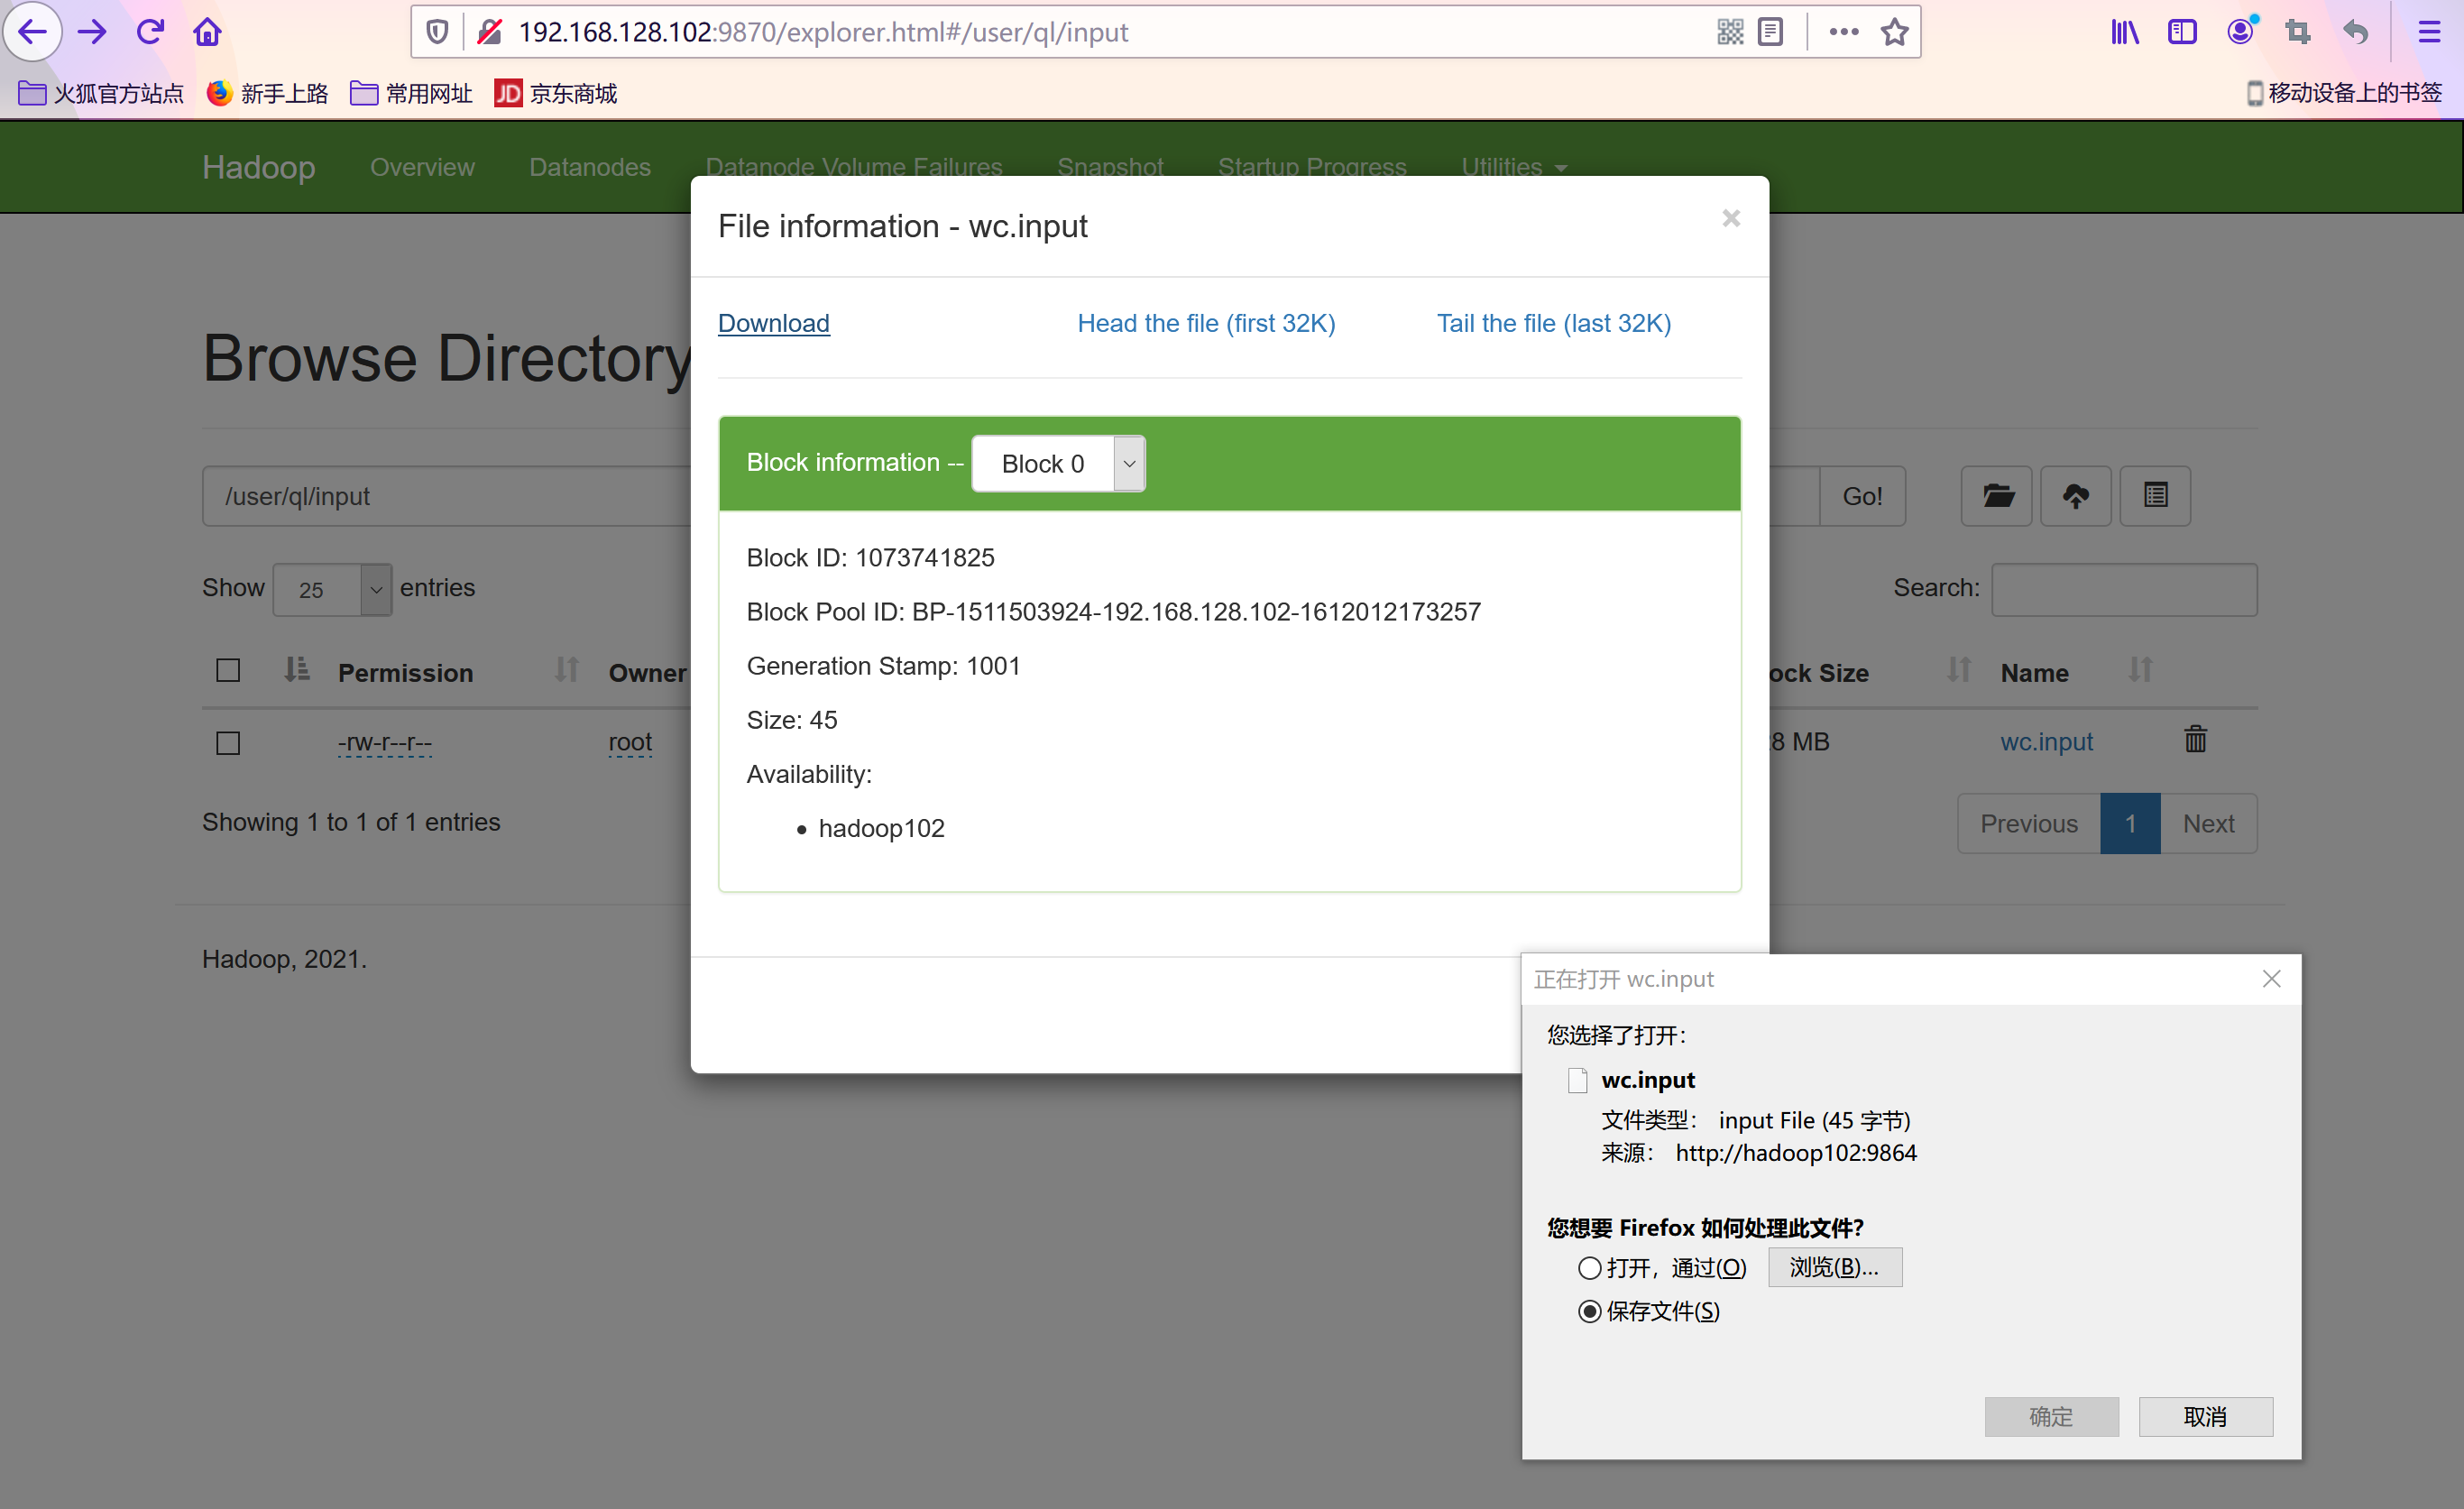 192.168.128.102:9870/explorer.html#/user/ql/input
火狐官方站点 新手上路 常用网址 JD 京东商城 移动设备上的书签
Hadoop Overview Datanodes Datanode Volume Failures Snapshot Startup Progress Utilities
File information - wc.input ×
Download Head the file (first 32K) Tail the file (last 32K)
Browse Directory
Block information -- Block 0
/user/ql/input Go!
Block ID: 1073741825
Show 25 entries Search:
Block Pool ID: BP-1511503924-192.168.128.102-1612012173257
Generation Stamp: 1001
Permission Owner ock Size Name
Size: 45
-rw-r--r-- root 8 MB wc.input
Availability:
hadoop102
Showing 1 to 1 of 1 entries Previous 1 Next
Hadoop, 2021.
正在打开 wc.input
您选择了打开：
wc.input
文件类型： input File (45 字节)
来源： http://hadoop102:9864
您想要 Firefox 如何处理此文件？
打开，通过(O) 浏览(B)...
保存文件(S)
确定 取消